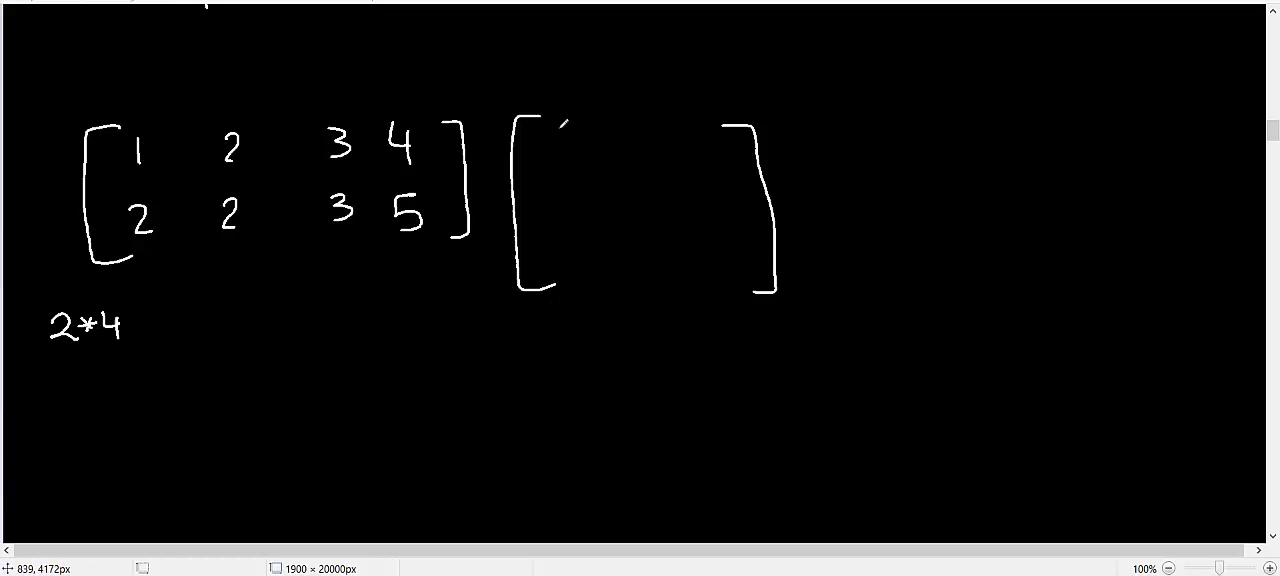 [ 1 2 3 4 ] [ ]
[ 2 2 3 5 ]
2*4
839, 4172px 1900 × 20000px 100%